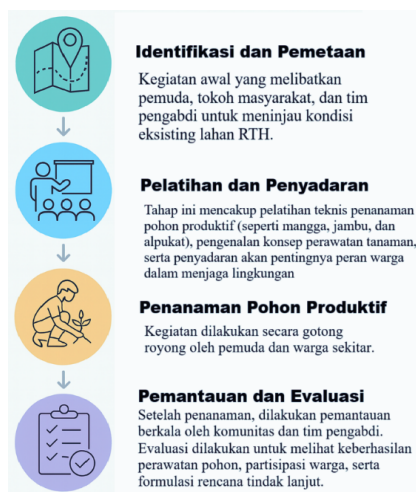 Identifikasi dan Pemetaan
Kegiatan awal yang melibatkan
pemuda, tokoh masyarakat, dan tim
pengabdi untuk meninjau kondisi
eksisting lahan RTH.
Pelatihan dan Penyadaran
Tahap ini mencakup pelatihan teknis penanaman
pohon produktif (seperti mangga, jambu, dan
alpukat), pengenalan konsep perawatan tanaman,
serta penyadaran akan pentingnya peran warga
dalam menjaga lingkungan
Penanaman Pohon Produktif
Kegiatan dilakukan secara gotong
royong oleh pemuda dan warga sekitar.
Pemantauan dan Evaluasi
Setelah penanaman, dilakukan pemantauan
berkala oleh komunitas dan tim pengabdi.
Evaluasi dilakukan untuk melihat keberhasilan
perawatan pohon, partisipasi warga, serta
formulasi rencana tindak lanjut.